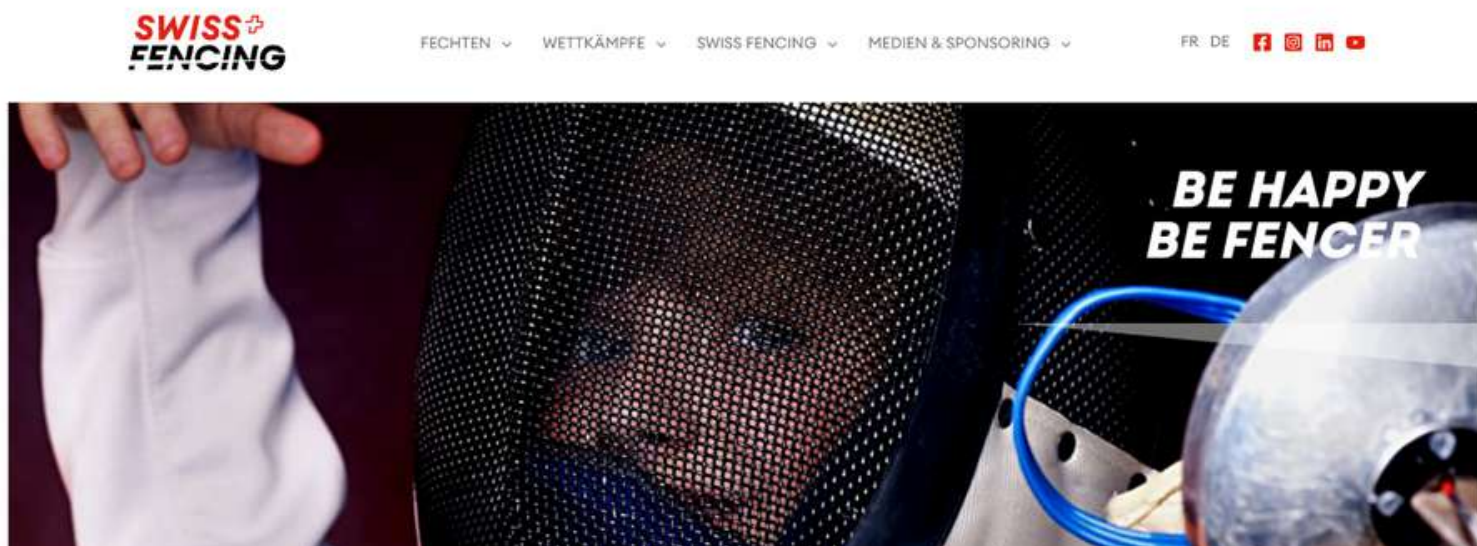 SWISS
FENCING
FECHTEN
WETTKÄMPFE
SWISS FENCING
MEDIEN & SPONSORING
FR DE
BE HAPPY
BE FENCER